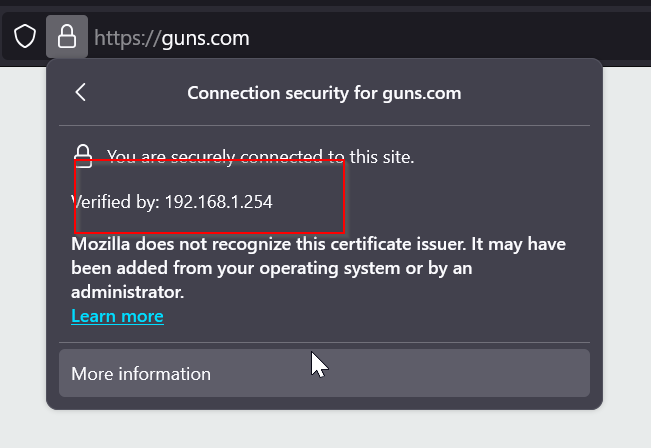 https://guns.com
Connection security for guns.com
You are securely connected to this site.
Verified by: 192.168.1.254
Mozilla does not recognize this certificate issuer. It may have
been added from your operating system or by an
administrator.
Learn more
More information